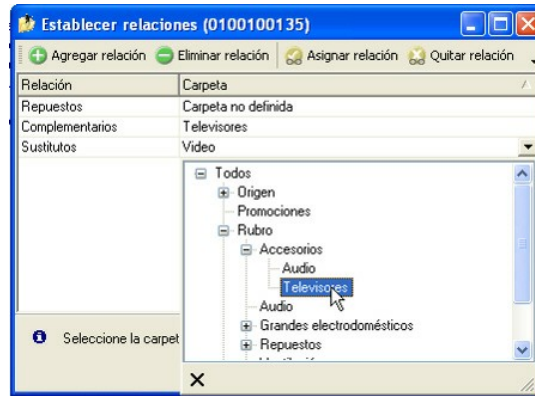 Establecer relaciones (0100100135)
Agregar relación Eliminar relación Asignar relación Quitar relación
Relación Carpeta
Repuestos Carpeta no definida
Complementarios Televisores
Sustitutos Video
Todos
Origen
Promociones
Rubro
Accesorios
Audio
Televisores
Audio
Grandes electrodomésticos
Repuestos
Seleccione la carpet